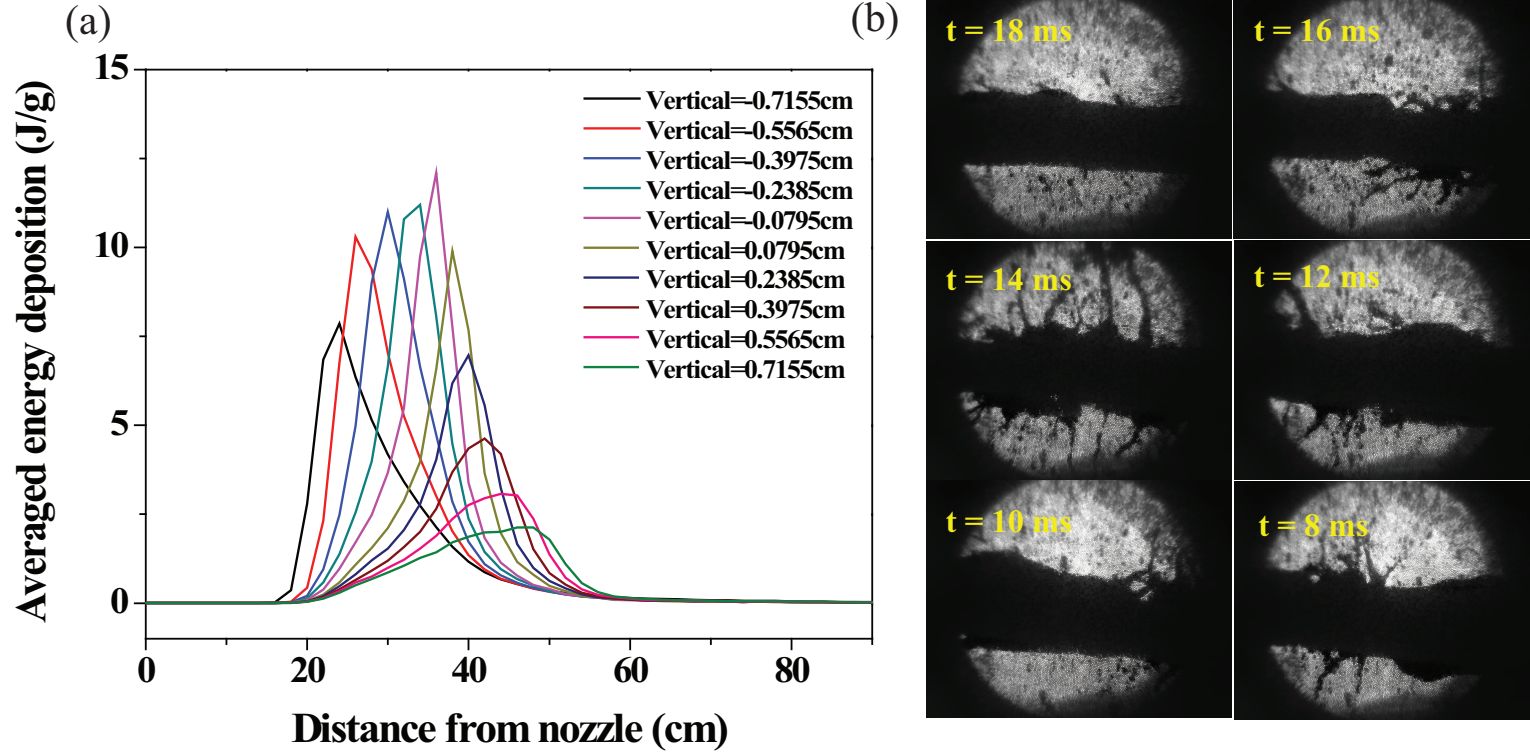 (a)
Averaged energy deposition (J/g)
15
10
5
0
Vertical=-0.7155cm
Vertical=-0.5565cm
Vertical=-0.3975cm
Vertical=-0.2385cm
Vertical=-0.0795cm
Vertical=0.0795cm
Vertical=0.2385cm
Vertical=0.3975cm
Vertical=0.5565cm
Vertical=0.7155cm
0 20 40 60 80
Distance from nozzle (cm)
(b)
t = 18 ms
t = 16 ms
t = 14 ms
t = 12 ms
t = 10 ms
t = 8 ms